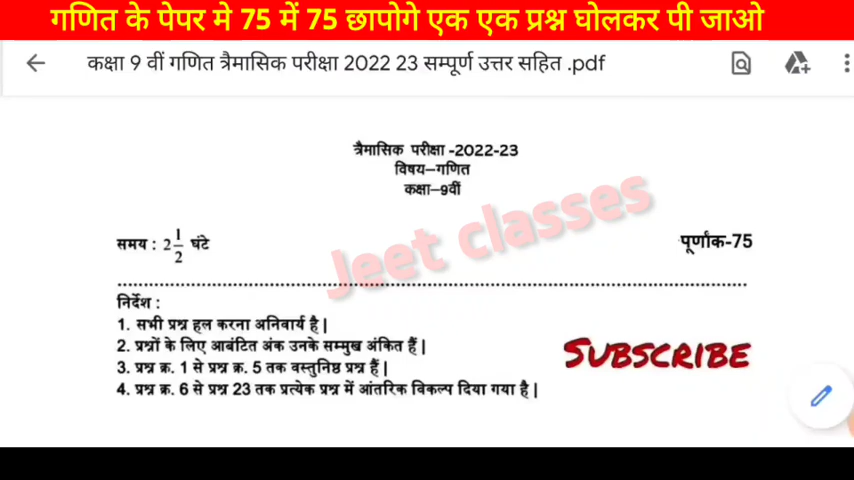 गणित के पेपर मे 75 में 75 छापोगे एक एक प्रश्न घोलकर पी जाओ
कक्षा 9 वीं गणित त्रैमासिक परीक्षा 2022 23 सम्पूर्ण उत्तर सहित .pdf
त्रैमासिक परीक्षा -2022-23
विषय–गणित
कक्षा–9वीं
Jeet classes
समय : 2 1/2 घंटे
पूर्णांक-75
निर्देश :
1. सभी प्रश्न हल करना अनिवार्य है |
2. प्रश्नों के लिए आबंटित अंक उनके सम्मुख अंकित हैं |
3. प्रश्न क्र. 1 से प्रश्न क्र. 5 तक वस्तुनिष्ठ प्रश्न हैं |
4. प्रश्न क्र. 6 से प्रश्न 23 तक प्रत्येक प्रश्न में आंतरिक विकल्प दिया गया है |
SUBSCRIBE